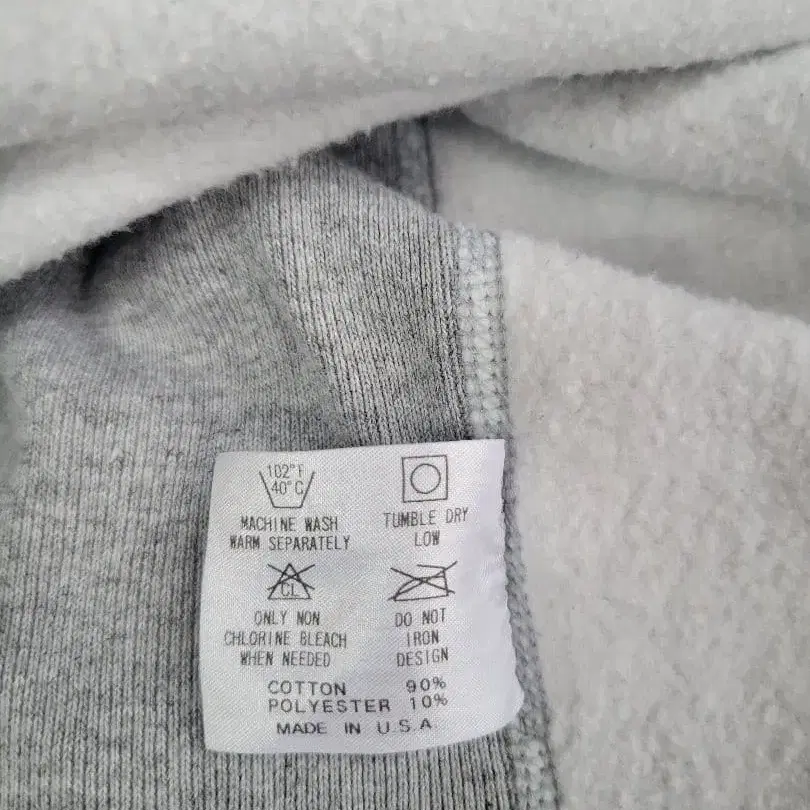 102°F
40°C
MACHINE WASH
WARM SEPARATELY
TUMBLE DRY
LOW
CL
ONLY NON
CHLORINE BLEACH
WHEN NEEDED
DO NOT
IRON
DESIGN
COTTON 90%
POLYESTER 10%
MADE IN U.S.A.